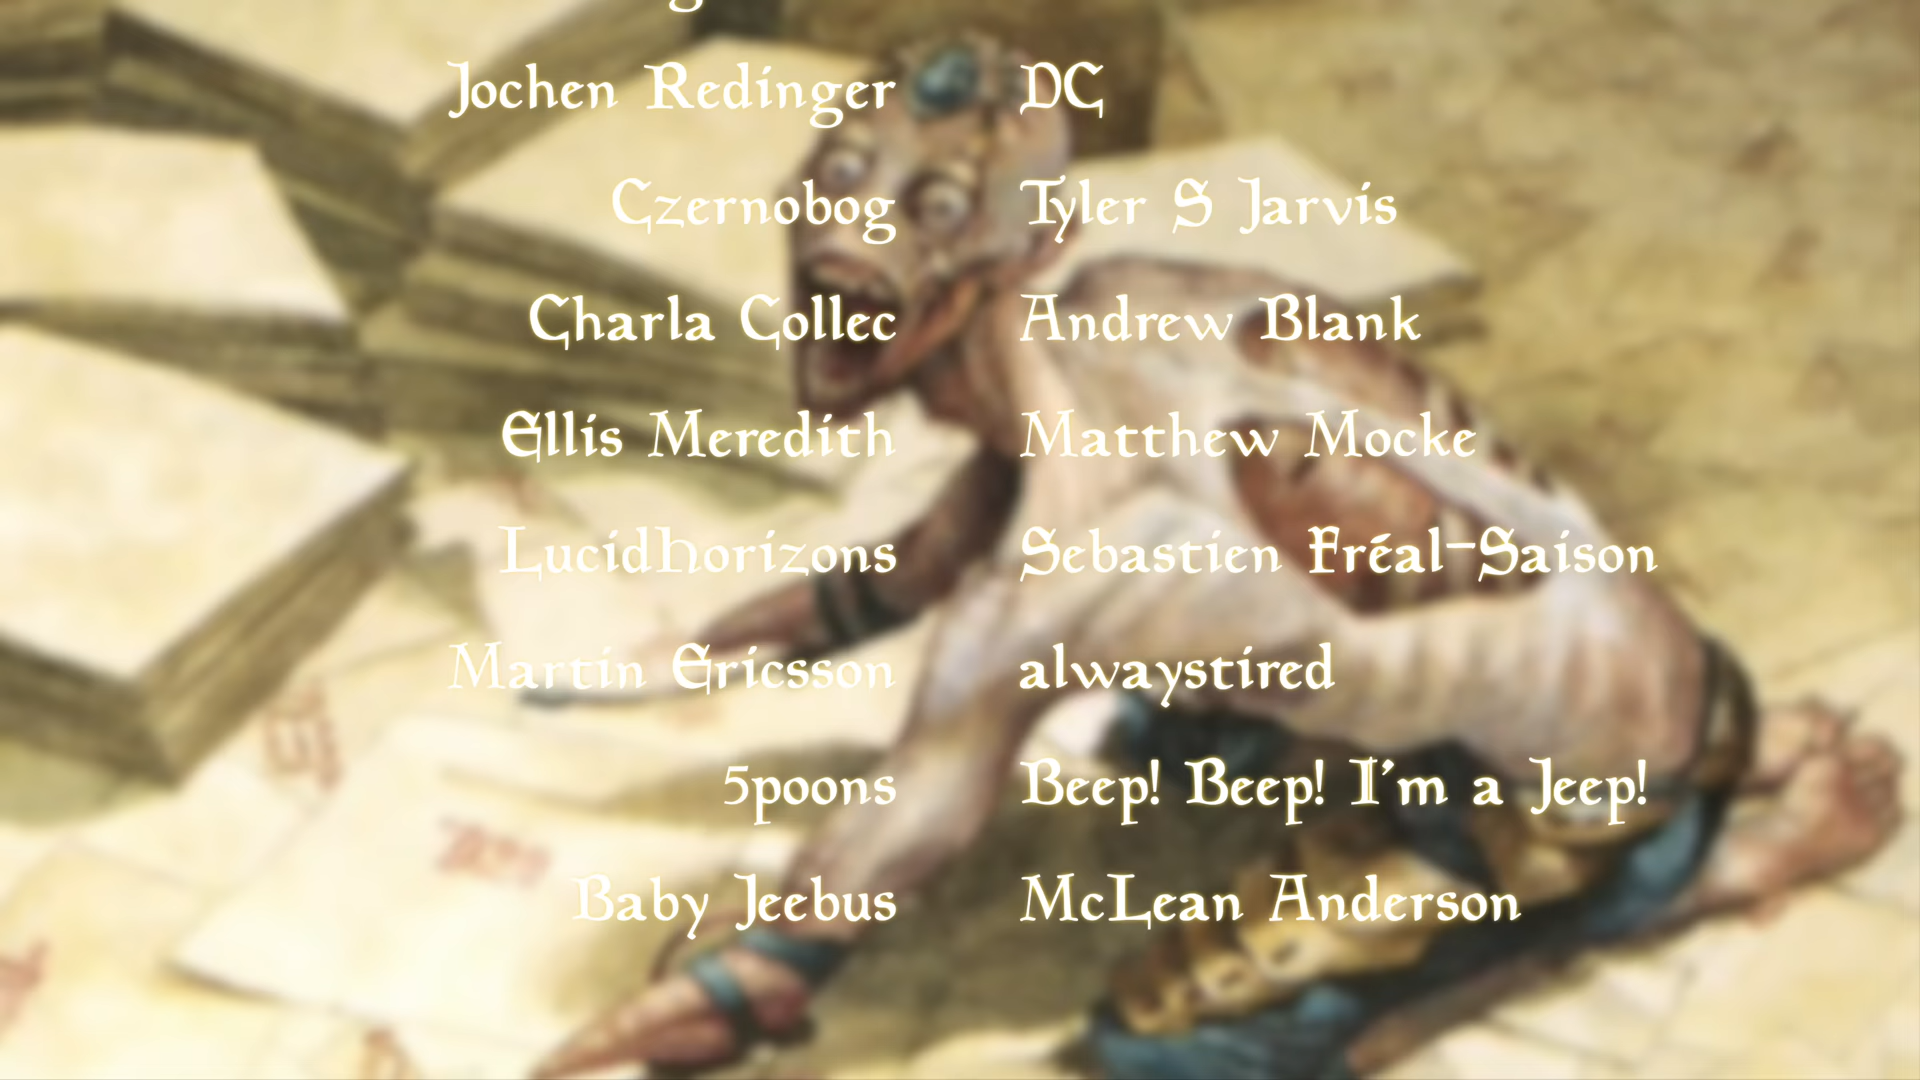 Jochen Redinger DC
Czernobog Tyler S Jarvis
Charla Collec Andrew Blank
Ellis Meredith Matthew Mocke
Lucidhorizons Sebastien Fréal-Saison
Martin Ericsson alwaystired
5poons Beep! Beep! I'm a Jeep!
Baby Jeebus McLean Anderson